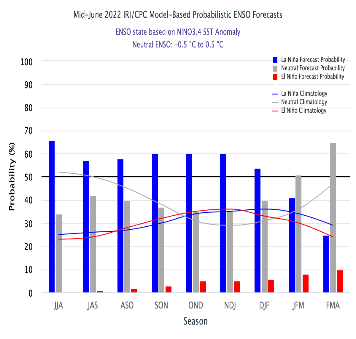 Mid-June 2022 IRI/CPC Model-Based Probabilistic ENSO Forecasts
ENSO state based on NINO3.4 SST Anomaly
Neutral ENSO: -0.5 °C to 0.5 °C
La Niña Forecast Probability
Neutral Forecast Probability
El Niño Forecast Probability
La Niña Climatology
Neutral Climatology
El Niño Climatology
Probability (%)
100
90
80
70
60
50
40
30
20
10
0
JJA JAS ASO SON OND NDJ DJF JFM FMA
Season